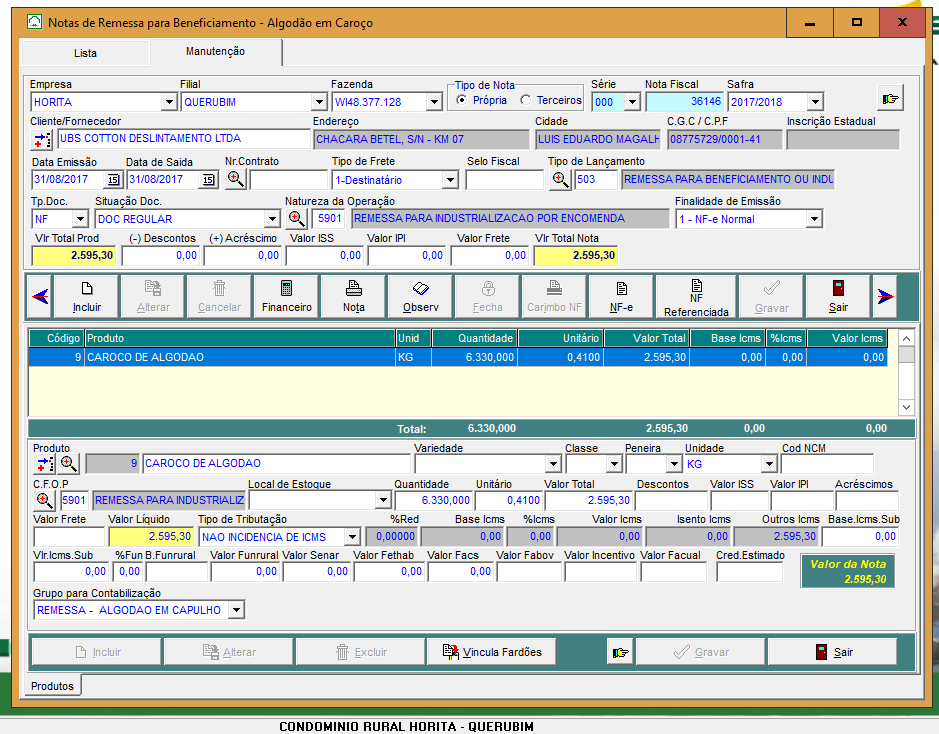 Notas de Remessa para Beneficiamento - Algodão em Caroço
Lista Manutenção
Empresa Filial Fazenda Tipo de Nota Série Nota Fiscal Safra
HORITA QUERUBIM WI48.377.128 Própria Terceiros 000 36146 2017/2018
Cliente/Fornecedor Endereço Cidade C.G.C / C.P.F Inscrição Estadual
UBS COTTON DESLINTAMENTO LTDA CHACARA BETEL, S/N - KM 07 LUIS EDUARDO MAGALH 08775729/0001-41
Data Emissão Data de Saida Nr.Contrato Tipo de Frete Selo Fiscal Tipo de Lançamento
31/08/2017 15 31/08/2017 15 1-Destinatário 503 REMESSA PARA BENEFICIAMENTO OU INDU
Tp.Doc. Situação Doc. Natureza da Operação Finalidade de Emissão
NF DOC REGULAR 5901 REMESSA PARA INDUSTRIALIZACAO POR ENCOMENDA 1 - NF-e Normal
Vlr Total Prod (-) Descontos (+) Acréscimo Valor ISS Valor IPI Valor Frete Vlr Total Nota
2.595,30 0,00 0,00 0,00 0,00 0,00 2.595,30
Incluir Alterar Cancelar Financeiro Nota Observ Fecha Carimbo NF NF-e NF Referenciada Gravar Sair
Código Produto Unid Quantidade Unitário Valor Total Base Icms %Icms Valor Icms
9 CAROCO DE ALGODAO KG 6.330,000 0,4100 2.595,30 0,00 0,00 0,00
Total: 6.330,000 2.595,30 0,00 0,00
Produto Variedade Classe Peneira Unidade Cod NCM
9 CAROCO DE ALGODAO KG
C.F.O.P Local de Estoque Quantidade Unitário Valor Total Descontos Valor ISS Valor IPI Acréscimos
5901 REMESSA PARA INDUSTRIALIZ 6.330,000 0,4100 2.595,30
Valor Frete Valor Líquido Tipo de Tributação %Red Base Icms %Icms Valor Icms Isento Icms Outros Icms Base.Icms.Sub
2.595,30 NAO INCIDENCIA DE ICMS 0,00000 0,00 0,00 0,00 0,00 2.595,30 0,00
Vlr.Icms.Sub %Fun B.Funrural Valor Funrural Valor Senar Valor Fethab Valor Facs Valor Fabov Valor Incentivo Valor Facual Cred.Estimado
0,00 0,00 0,00 0,00 0,00 0,00
Valor da Nota
2.595,30
Grupo para Contabilização
REMESSA - ALGODAO EM CAPULHO
Incluir Alterar Excluir Vincula Fardões Gravar Sair
Produtos
CONDOMINIO RURAL HORITA - QUERUBIM